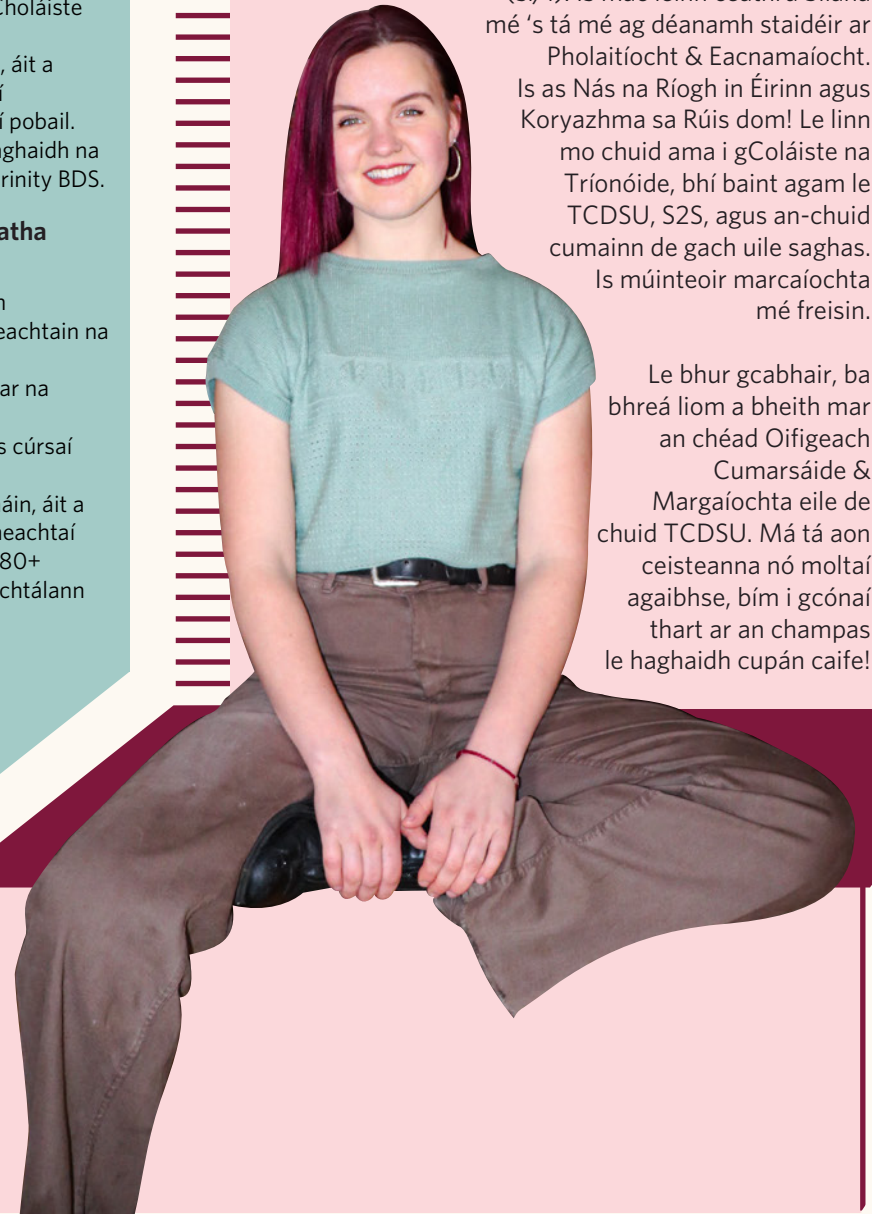 Choláiste
, áit a
í
í pobail.
aghaidh na
Trinity BDS.
atha
n
eachtain na
ar na
s cúrsaí
áin, áit a
meachtaí
80+
chtálann
mé ‘s tá mé ag déanamh staidéir ar
Pholaitíocht & Eacnamaíocht.
Is as Nás na Ríogh in Éirinn agus
Koryazhma sa Rúis dom! Le linn
mo chuid ama i gColáiste na
Tríonóide, bhí baint agam le
TCDSU, S2S, agus an-chuid
cumainn de gach uile saghas.
Is múinteoir marcaíochta
mé freisin.
Le bhur gcabhair, ba
bhreá liom a bheith mar
an chéad Oifigeach
Cumarsáide &
Margaíochta eile de
chuid TCDSU. Má tá aon
ceisteanna nó moltaí
agaibhse, bím i gcónaí
thart ar an champas
le haghaidh cupán caife!